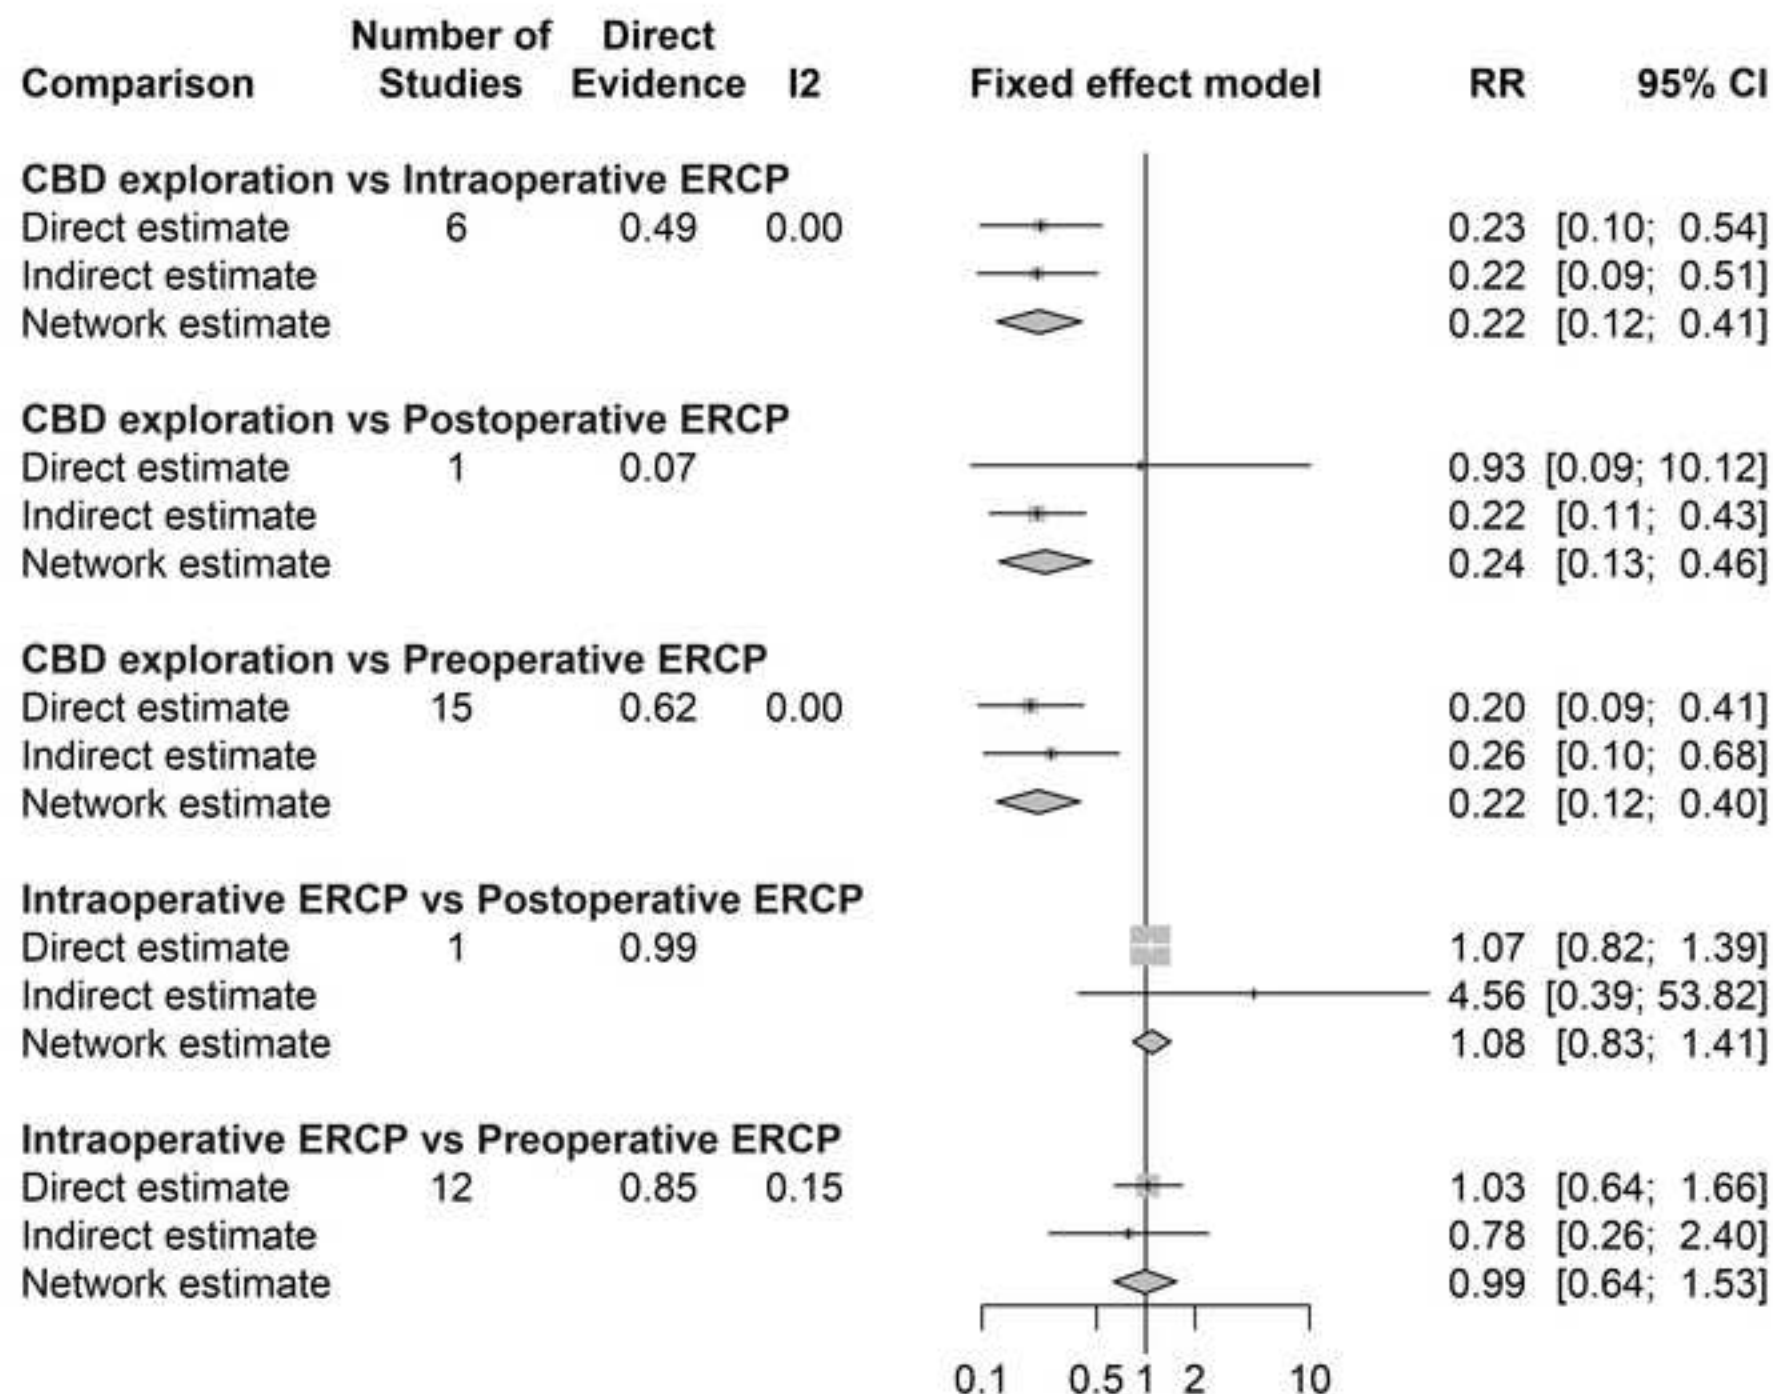 Number of Direct
Comparison Studies Evidence I2 Fixed effect model RR 95% CI
CBD exploration vs Intraoperative ERCP
Direct estimate 6 0.49 0.00 0.23 [0.10; 0.54]
Indirect estimate 0.22 [0.09; 0.51]
Network estimate 0.22 [0.12; 0.41]
CBD exploration vs Postoperative ERCP
Direct estimate 1 0.07 0.93 [0.09; 10.12]
Indirect estimate 0.22 [0.11; 0.43]
Network estimate 0.24 [0.13; 0.46]
CBD exploration vs Preoperative ERCP
Direct estimate 15 0.62 0.00 0.20 [0.09; 0.41]
Indirect estimate 0.26 [0.10; 0.68]
Network estimate 0.22 [0.12; 0.40]
Intraoperative ERCP vs Postoperative ERCP
Direct estimate 1 0.99 1.07 [0.82; 1.39]
Indirect estimate 4.56 [0.39; 53.82]
Network estimate 1.08 [0.83; 1.41]
Intraoperative ERCP vs Preoperative ERCP
Direct estimate 12 0.85 0.15 1.03 [0.64; 1.66]
Indirect estimate 0.78 [0.26; 2.40]
Network estimate 0.99 [0.64; 1.53]
0.1 0.5 1 2 10